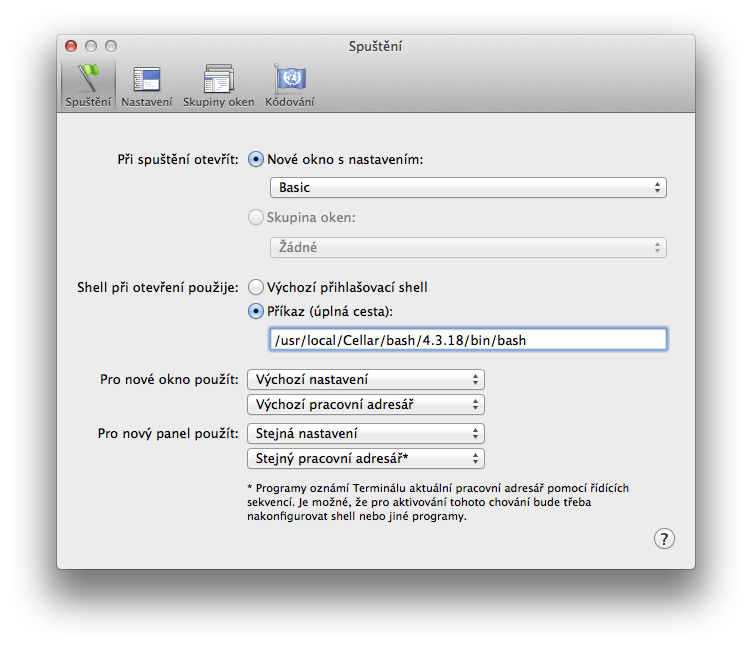 Spuštění
Spuštění Nastavení Skupiny oken Kódování
Při spuštění otevřít: Nové okno s nastavením:
Basic
Skupina oken:
Žádné
Shell při otevření použije: Výchozí přihlašovací shell
Příkaz (úplná cesta):
/usr/local/Cellar/bash/4.3.18/bin/bash
Pro nové okno použít: Výchozí nastavení
Výchozí pracovní adresář
Pro nový panel použít: Stejná nastavení
Stejný pracovní adresář*
* Programy oznámí Terminálu aktuální pracovní adresář pomocí řídících
sekvencí. Je možné, že pro aktivování tohoto chování bude třeba
nakonfigurovat shell nebo jiné programy.
?